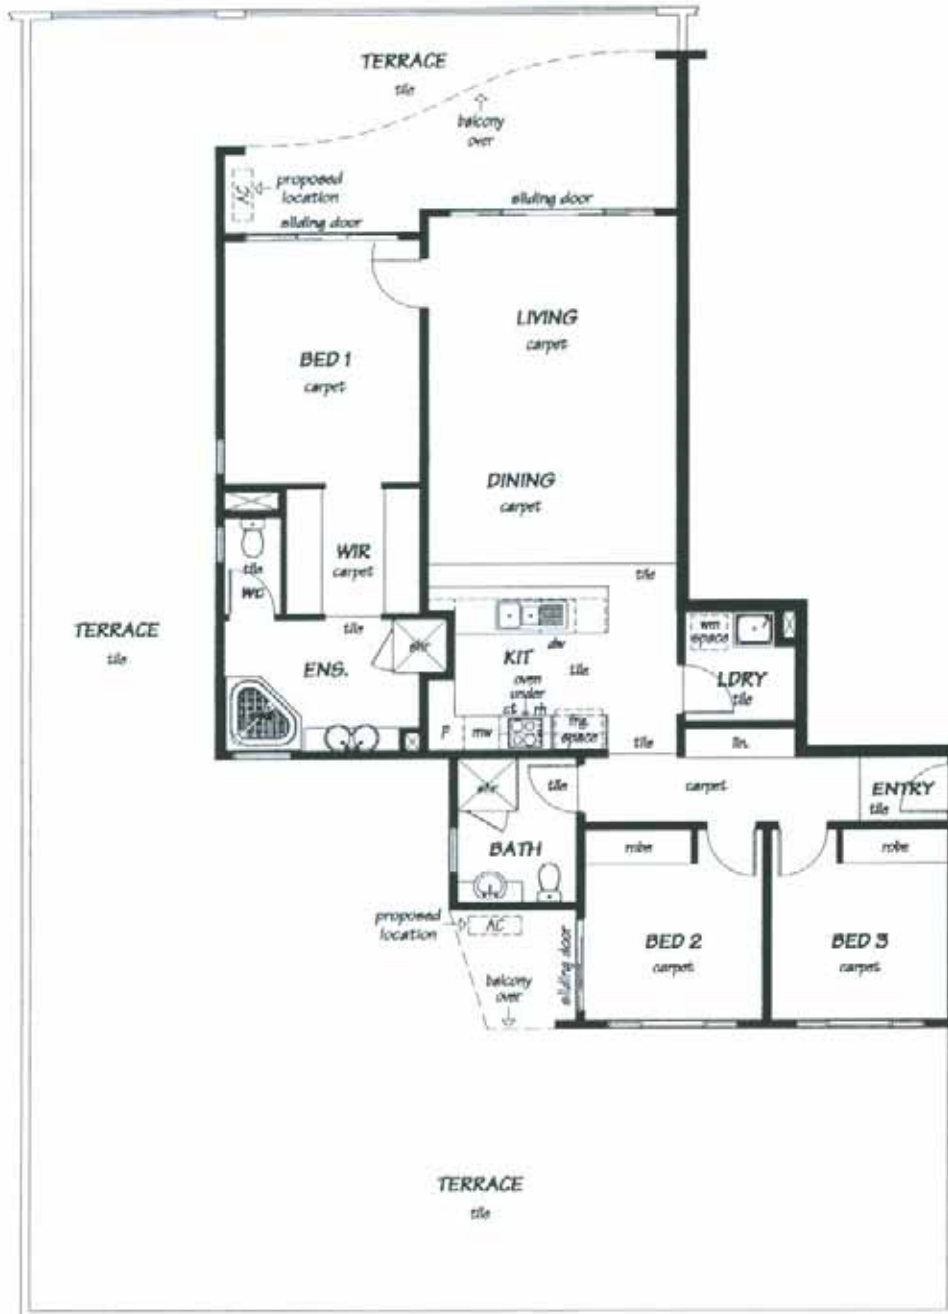 TERRACE
tile
balcony
over
proposed
location
AC
sliding door
sliding door
LIVING
carpet
BED 1
carpet
DINING
carpet
WIR
carpet
tile
WC
tile
TERRACE
tile
tile
ENS.
shr
KIT
tile
dw
oven
under
ct
rh
P
mw
frg.
space
wm
space
LDRY
tile
tile
lin.
carpet
ENTRY
tile
shr
tile
BATH
robe
robe
proposed
location
AC
sliding door
BED 2
carpet
BED 3
carpet
balcony
over
TERRACE
tile